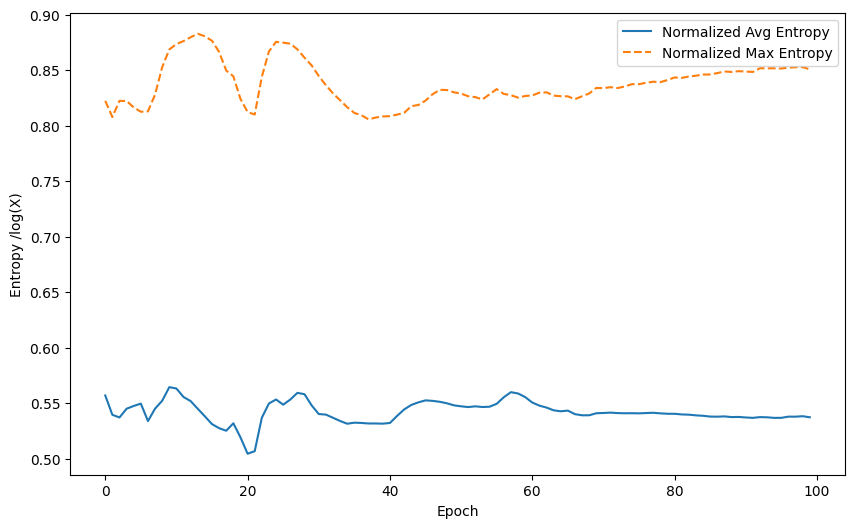 Normalized Avg Entropy
Normalized Max Entropy
0.90
0.85
0.80
0.75
0.70
0.65
0.60
0.55
0.50
Entropy /log(X)
0 20 40 60 80 100
Epoch